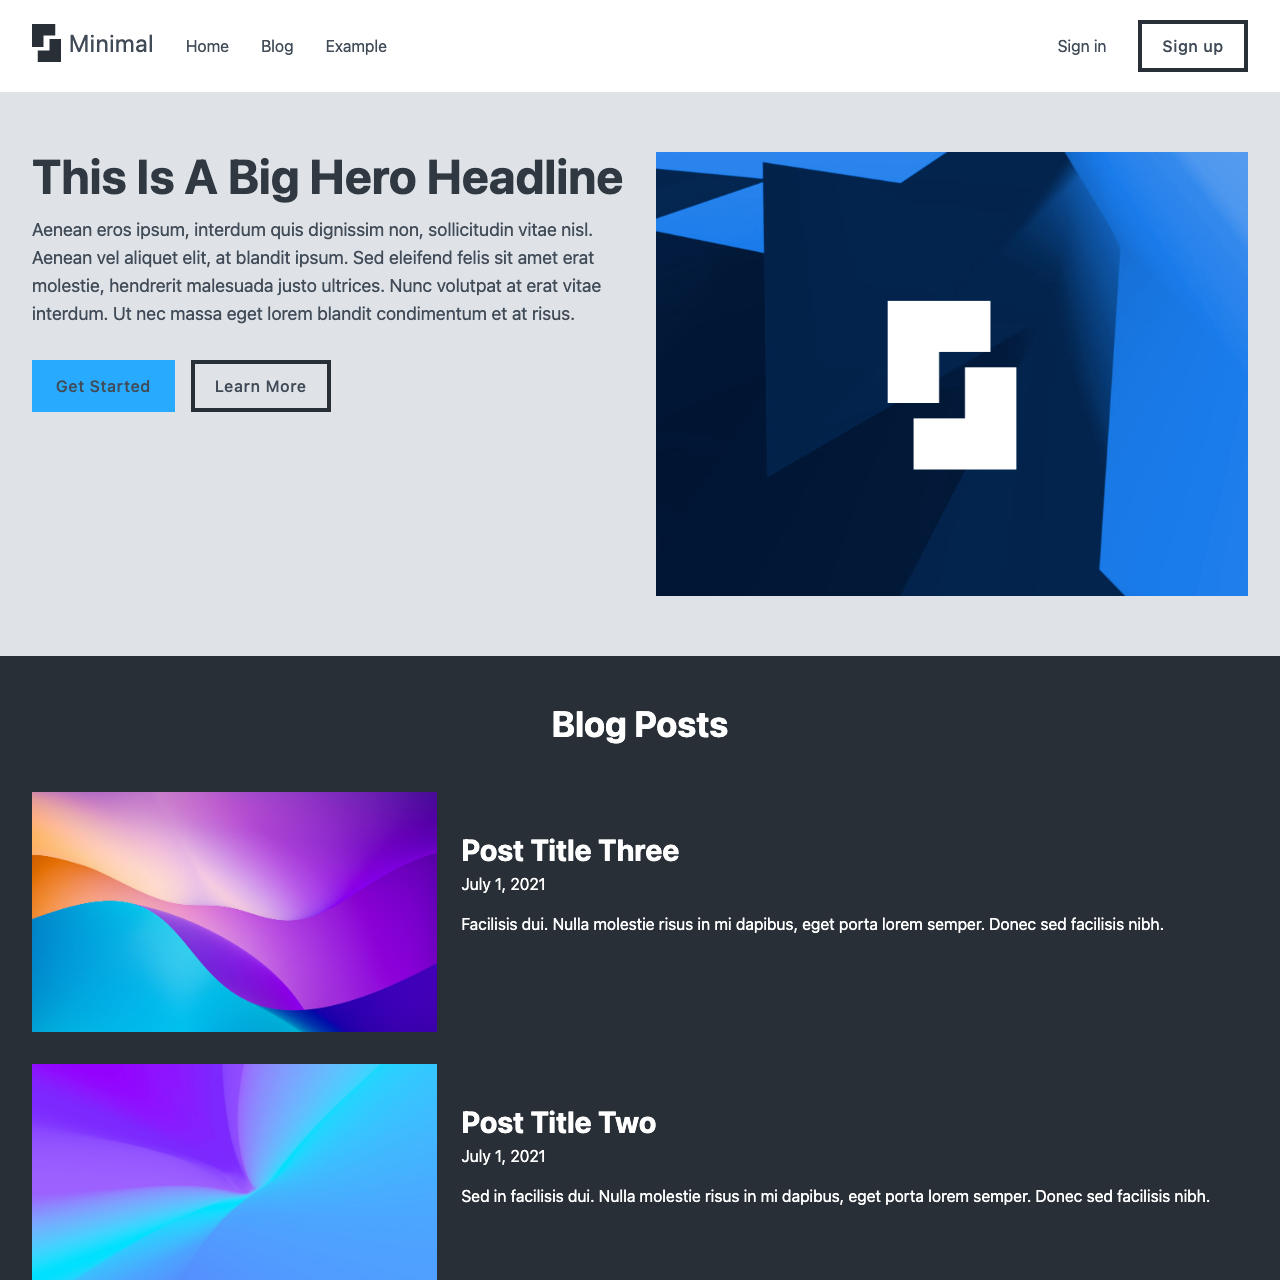 Minimal
Home
Blog
Example
Sign in
Sign up
This Is A Big Hero Headline
Aenean eros ipsum, interdum quis dignissim non, sollicitudin vitae nisl.
Aenean vel aliquet elit, at blandit ipsum. Sed eleifend felis sit amet erat
molestie, hendrerit malesuada justo ultrices. Nunc volutpat at erat vitae
interdum. Ut nec massa eget lorem blandit condimentum et at risus.
Get Started
Learn More
Blog Posts
Post Title Three
July 1, 2021
Facilisis dui. Nulla molestie risus in mi dapibus, eget porta lorem semper. Donec sed facilisis nibh.
Post Title Two
July 1, 2021
Sed in facilisis dui. Nulla molestie risus in mi dapibus, eget porta lorem semper. Donec sed facilisis nibh.